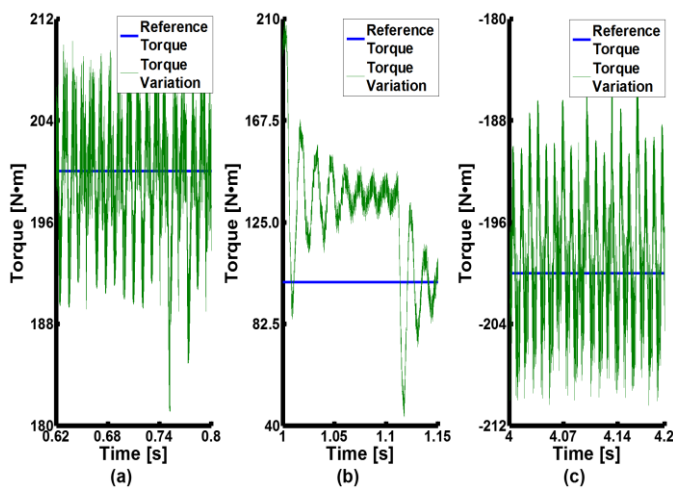 212
204
196
188
180
Torque [N•m]
Reference
Torque
Torque
Variation
0.62
0.68
0.74
0.8
Time [s]
(a)
210
167.5
125.0
82.5
40
Torque [N•m]
Reference
Torque
Torque
Variation
1
1.05
1.1
1.15
Time [s]
(b)
-180
-188
-196
-204
-212
Torque [N•m]
Reference
Torque
Torque
Variation
4
4.07
4.14
4.2
Time [s]
(c)